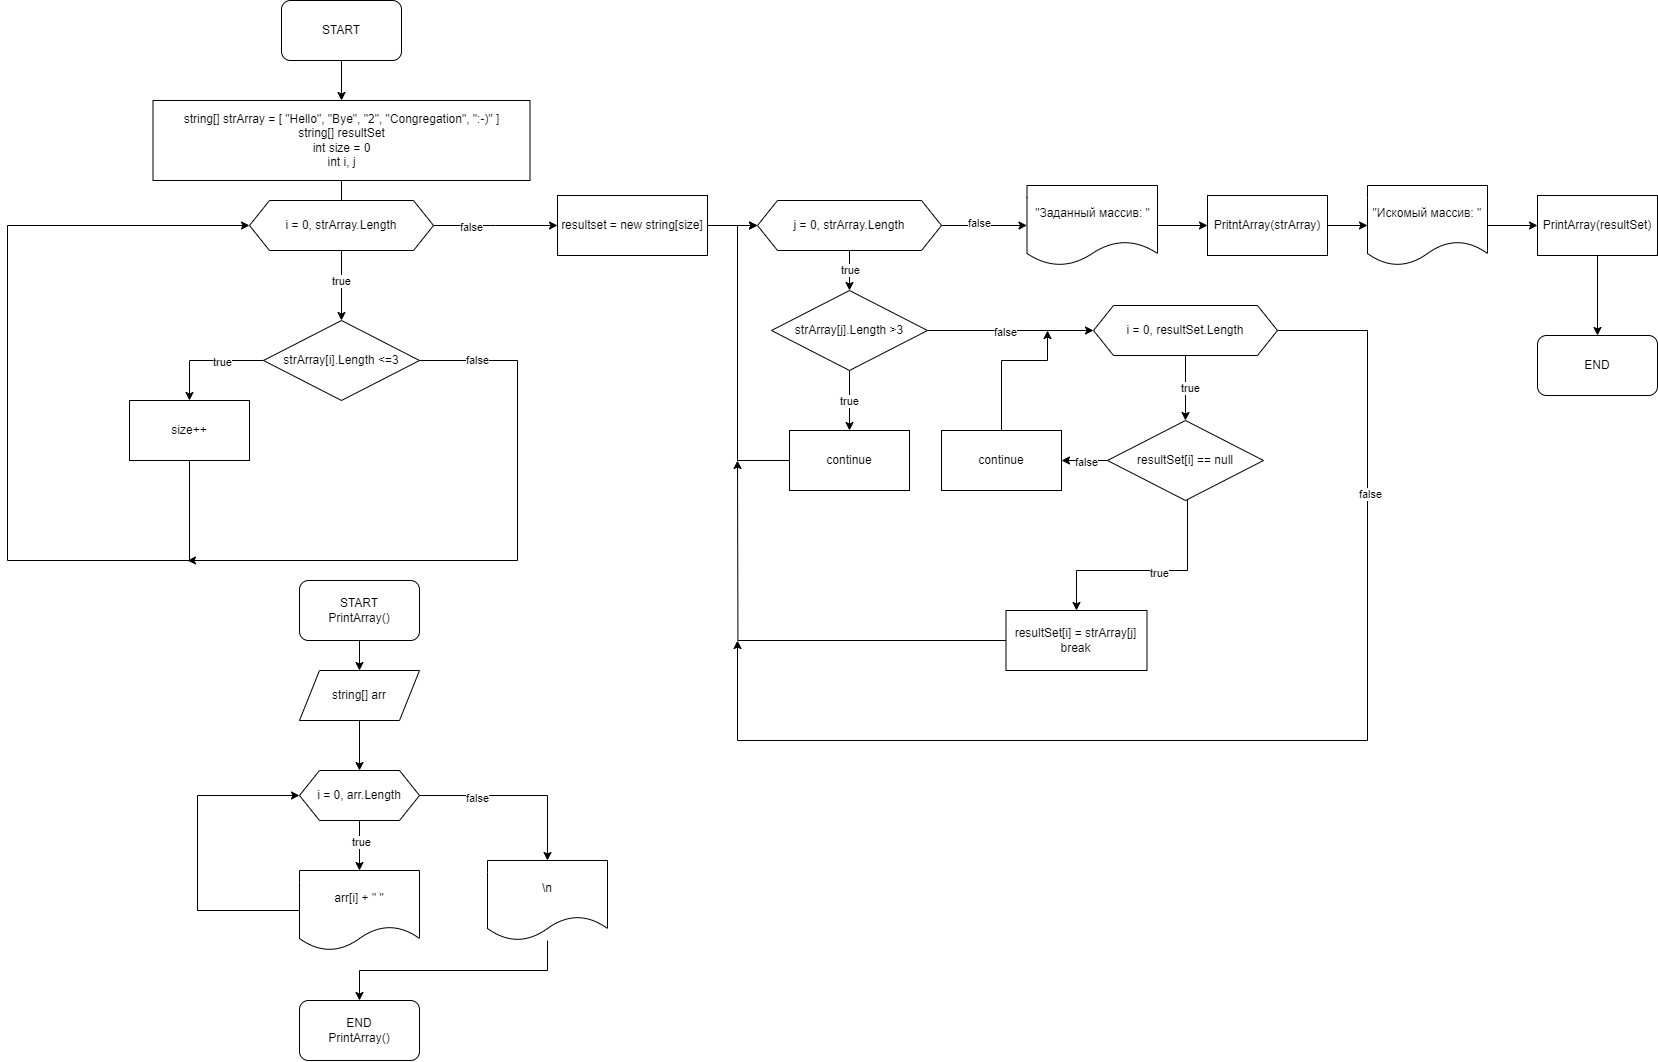 START
string[] strArray = [ "Hello", "Bye", "2", "Congregation", ":-)" ]
string[] resultSet
int size = 0
int i, j
i = 0, strArray.Length
false
true
strArray[i].Length <=3
true
false
size++
resultset = new string[size]
j = 0, strArray.Length
false
true
strArray[j].Length >3
false
true
continue
i = 0, resultSet.Length
true
false
resultSet[i] == null
false
continue
true
resultSet[i] = strArray[j]
break
"Заданный массив: "
PritntArray(strArray)
"Искомый массив: "
PrintArray(resultSet)
END
START
PrintArray()
string[] arr
i = 0, arr.Length
false
true
arr[i] + " "
\n
END
PrintArray()